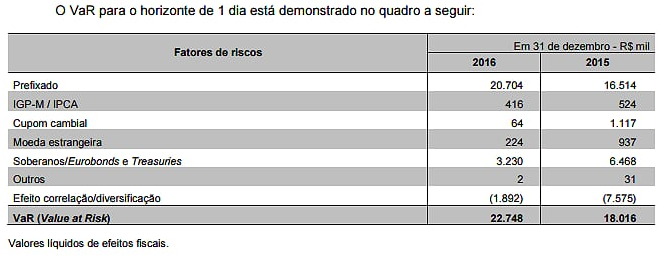 O VaR para o horizonte de 1 dia está demonstrado no quadro a seguir:
Fatores de riscos Em 31 de dezembro - R$ mil
2016 2015
Prefixado 20.704 16.514
IGP-M / IPCA 416 524
Cupom cambial 64 1.117
Moeda estrangeira 224 937
Soberanos/Eurobonds e Treasuries 3.230 6.468
Outros 2 31
Efeito correlação/diversificação (1.892) (7.575)
VaR (Value at Risk) 22.748 18.016
Valores líquidos de efeitos fiscais.